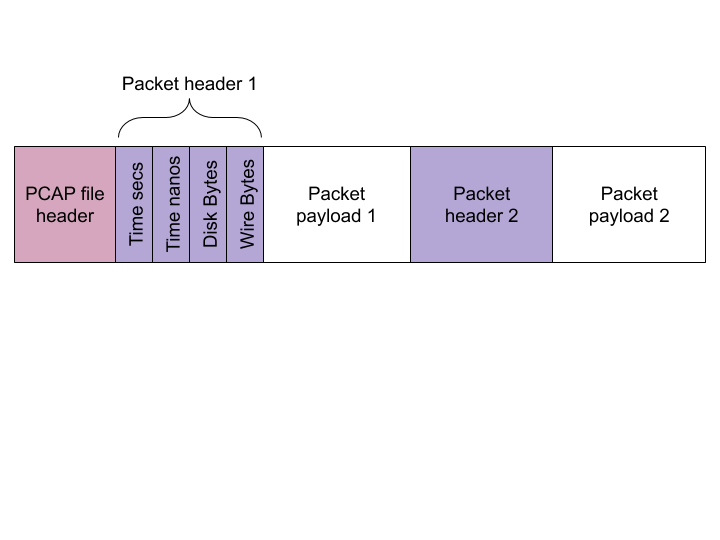 Packet header 1
PCAP file
header
Time secs
Time nanos
Disk Bytes
Wire Bytes
Packet
payload 1
Packet
header 2
Packet
payload 2